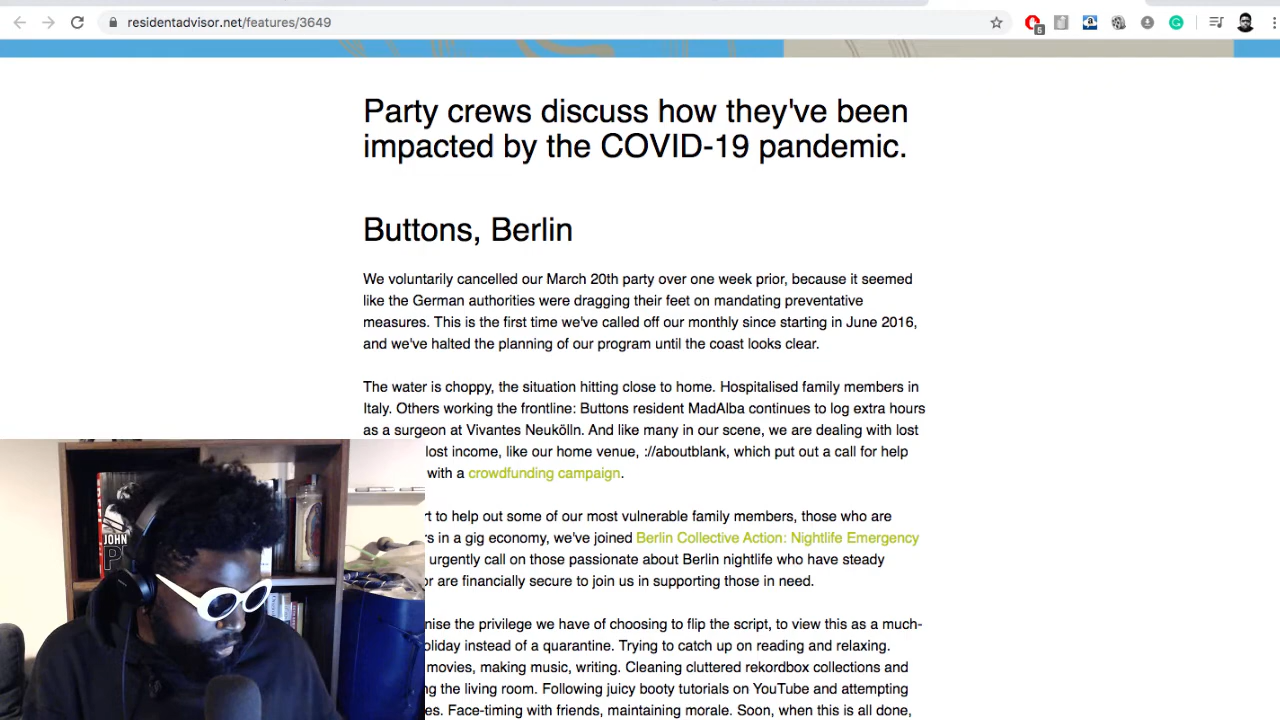 residentadvisor.net/features/3649
5
Party crews discuss how they've been
impacted by the COVID-19 pandemic.
Buttons, Berlin
We voluntarily cancelled our March 20th party over one week prior, because it seemed
like the German authorities were dragging their feet on mandating preventative
measures. This is the first time we've called off our monthly since starting in June 2016,
and we've halted the planning of our program until the coast looks clear.
The water is choppy, the situation hitting close to home. Hospitalised family members in
Italy. Others working the frontline: Buttons resident MadAlba continues to log extra hours
as a surgeon at Vivantes Neukölln. And like many in our scene, we are dealing with lost
lost income, like our home venue, ://aboutblank, which put out a call for help
with a crowdfunding campaign.
to help out some of our most vulnerable family members, those who are
in a gig economy, we've joined Berlin Collective Action: Nightlife Emergency
urgently call on those passionate about Berlin nightlife who have steady
or are financially secure to join us in supporting those in need.
the privilege we have of choosing to flip the script, to view this as a much-
instead of a quarantine. Trying to catch up on reading and relaxing.
movies, making music, writing. Cleaning cluttered rekordbox collections and
the living room. Following juicy booty tutorials on YouTube and attempting
Face-timing with friends, maintaining morale. Soon, when this is all done,
JOHN